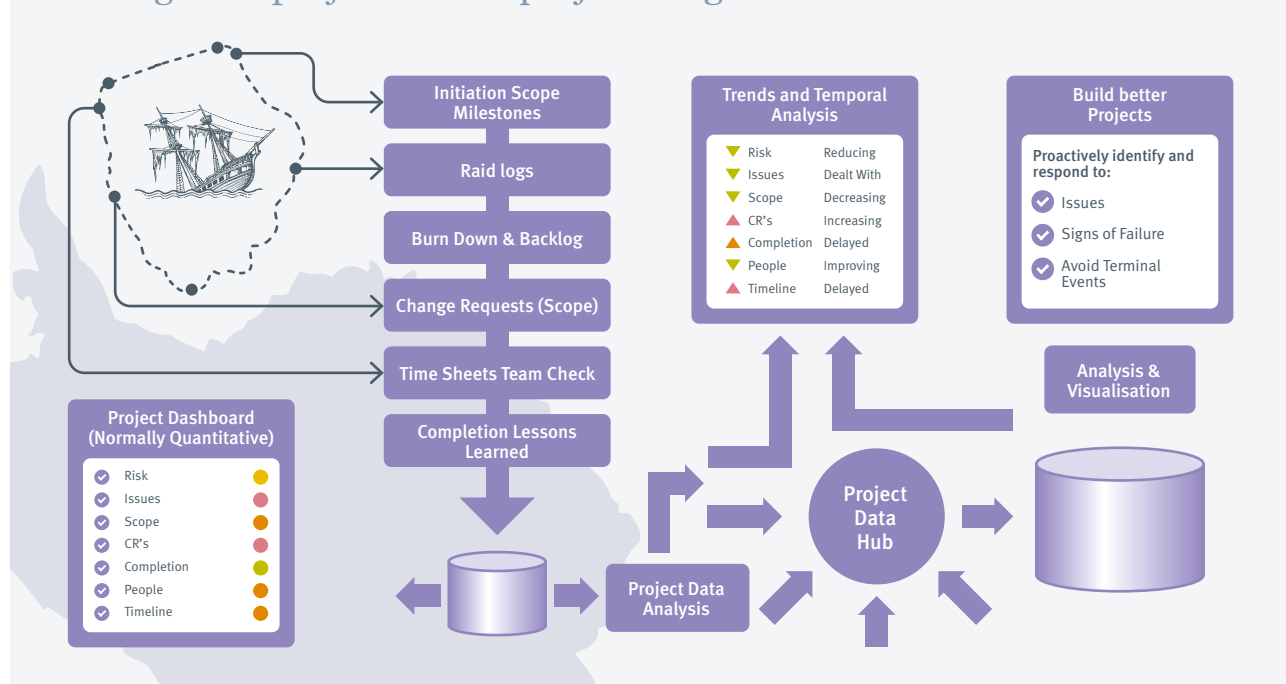 Initiation Scope
Milestones
Raid logs
Burn Down & Backlog
Change Requests (Scope)
Time Sheets Team Check
Completion Lessons
Learned
Project Dashboard
(Normally Quantitative)
Risk
Issues
Scope
CR's
Completion
People
Timeline
Project Data
Analysis
Trends and Temporal
Analysis
Risk Reducing
Issues Dealt With
Scope Decreasing
CR's Increasing
Completion Delayed
People Improving
Timeline Delayed
Project
Data
Hub
Build better
Projects
Proactively identify and
respond to:
Issues
Signs of Failure
Avoid Terminal
Events
Analysis &
Visualisation